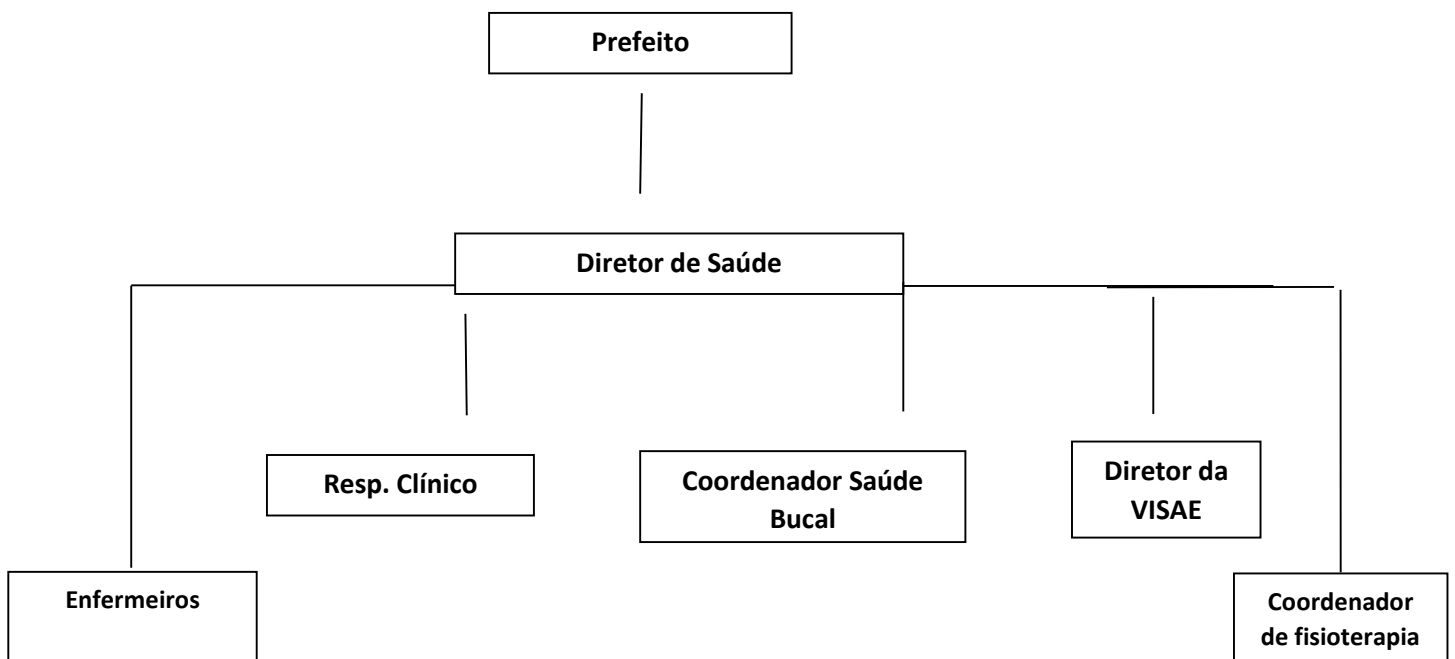 Prefeito
Diretor de Saúde
Resp. Clínico
Coordenador Saúde
Bucal
Diretor da
VISAE
Enfermeiros
Coordenador
de fisioterapia